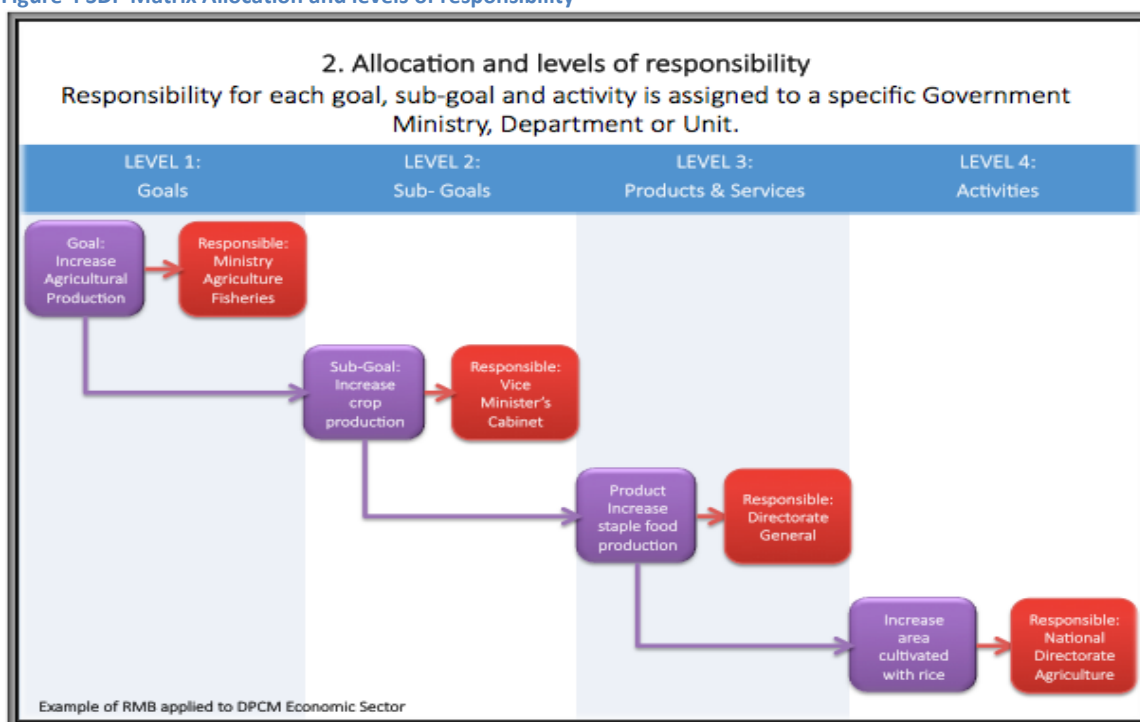 2. Allocation and levels of responsibility
Responsibility for each goal, sub-goal and activity is assigned to a specific Government
Ministry, Department or Unit.
LEVEL 1:
Goals
LEVEL 2:
Sub- Goals
LEVEL 3:
Products & Services
LEVEL 4:
Activities
Goal:
Increase
Agricultural
Production
Responsible:
Ministry
Agriculture
Fisheries
Sub-Goal:
Increase
crop
production
Responsible:
Vice
Minister's
Cabinet
Product
Increase
staple food
production
Responsible:
Directorate
General
Increase
area
cultivated
with rice
Responsible:
National
Directorate
Agriculture
Example of RMB applied to DPCM Economic Sector